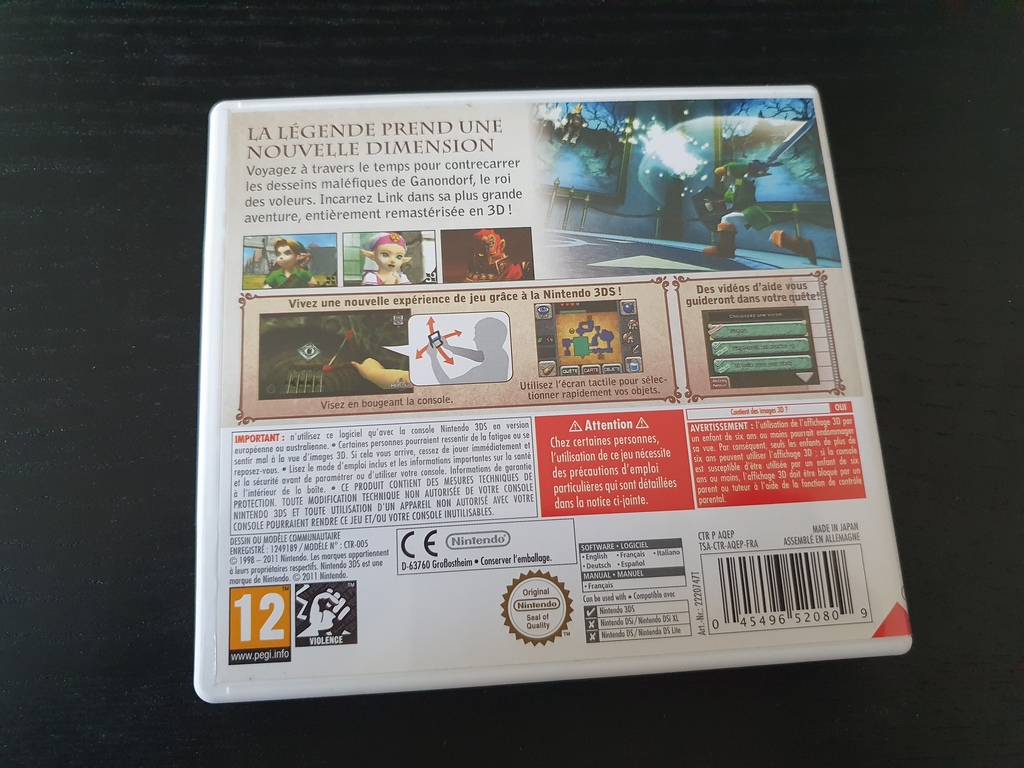 LA LÉGENDE PREND UNE
NOUVELLE DIMENSION
Voyagez à travers le temps pour contrecarrer
les desseins maléfiques de Ganondorf, le roi
des voleurs. Incarnez Link dans sa plus grande
aventure, entièrement remastérisée en 3D !
Vivez une nouvelle expérience de jeu grâce à la Nintendo 3DS !
Visez en bougeant la console.
QUÊTE CARTE OBJETS
Utilisez l'écran tactile pour sélec-
tionner rapidement vos objets.
Des vidéos d'aide vous
guideront dans votre quête!
Choisissez une vision.
IMPORTANT : n'utilisez ce logiciel qu'avec la console Nintendo 3DS en version
européenne ou australienne. • Certaines personnes pourraient ressentir de la fatigue ou se
sentir mal à la vue d'images 3D. Si cela vous arrive, cessez de jouer immédiatement et
reposez-vous. • Lisez le mode d'emploi inclus et les informations importantes sur la santé
et la sécurité avant de paramétrer ou d'utiliser votre console. Informations de garantie
à l'intérieur de la boîte. • CE PRODUIT CONTIENT DES MESURES TECHNIQUES DE
PROTECTION. TOUTE MODIFICATION TECHNIQUE NON AUTORISÉE DE VOTRE CONSOLE
NINTENDO 3DS ET TOUTE UTILISATION D'UN APPAREIL NON AUTORISÉ AVEC VOTRE
CONSOLE POURRAIENT RENDRE CE JEU ET/OU VOTRE CONSOLE INUTILISABLES.
Attention
Chez certaines personnes,
l'utilisation de ce jeu nécessite
des précautions d'emploi
particulières qui sont détaillées
dans la notice ci-jointe.
Contient des images 3D ? OUI
AVERTISSEMENT : l'utilisation de l'affichage 3D par
un enfant de six ans ou moins pourrait endommager
sa vue. Par conséquent, seuls les enfants de plus de
six ans peuvent utiliser l'affichage 3D ; si la console
est susceptible d'être utilisée par un enfant de six
ans ou moins, l'affichage 3D doit être bloqué par un
parent ou tuteur à l'aide de la fonction de contrôle
parental.
DESSIN OU MODÈLE COMMUNAUTAIRE
ENREGISTRÉ : 1249189 / MODÈLE N° : CTR-005
© 1998 – 2011 Nintendo. Les marques appartiennent
à leurs propriétaires respectifs. Nintendo 3DS est une
marque de Nintendo. © 2011 Nintendo.
CE Nintendo
D-63760 Großostheim • Conserver l'emballage.
12
www.pegi.info
VIOLENCE
Original
Nintendo
Seal of
Quality
TM
SOFTWARE • LOGICIEL
• English • Français • Italiano
• Deutsch • Español
MANUAL • MANUEL
• Français
Can be used with • Compatible avec
Nintendo 3DS
Nintendo DSi / Nintendo DSi XL
Nintendo DS / Nintendo DS Lite
CTR P AQEP
TSA-CTR-AQEP-FRA
MADE IN JAPAN
ASSEMBLÉ EN ALLEMAGNE
Art.-Nr.: 2220747T
0 45496 52080 9